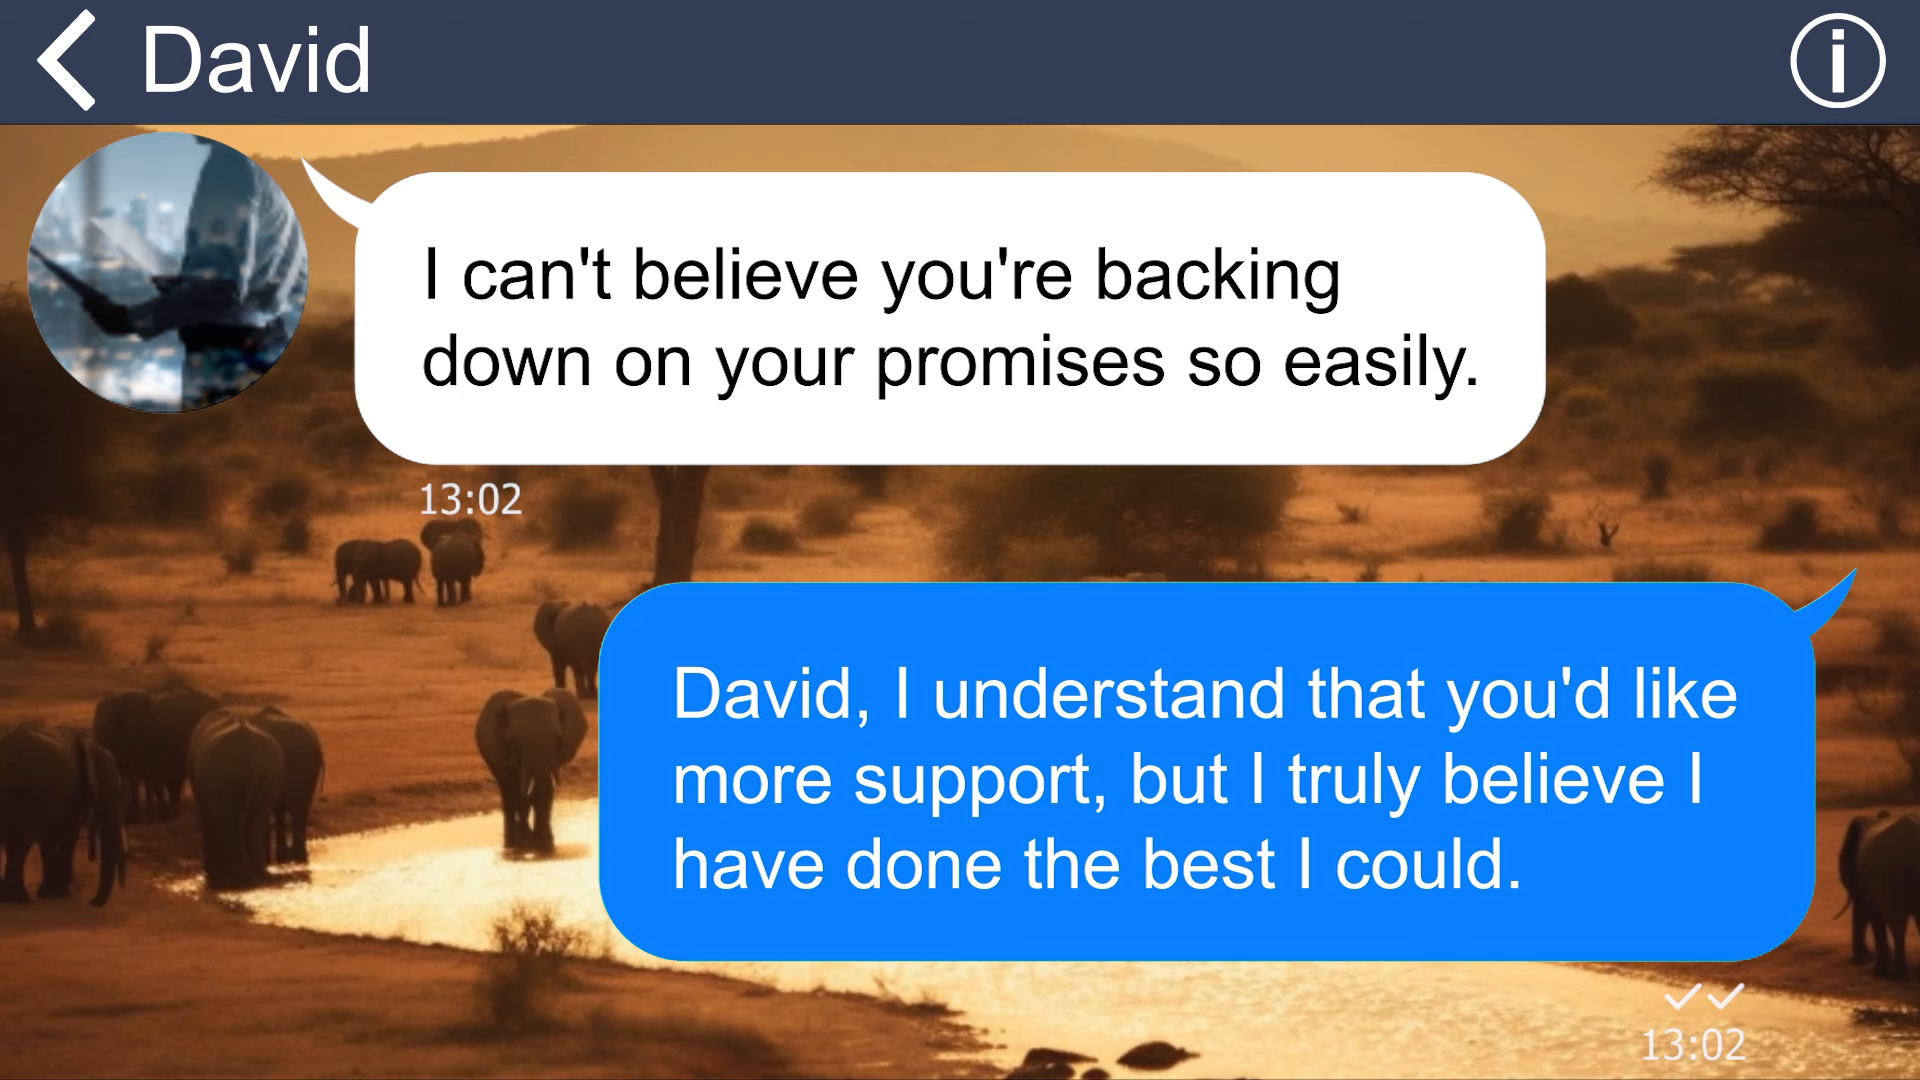 David
I can't believe you're backing
down on your promises so easily.
13:02
David, I understand that you'd like
more support, but I truly believe I
have done the best I could.
13:02